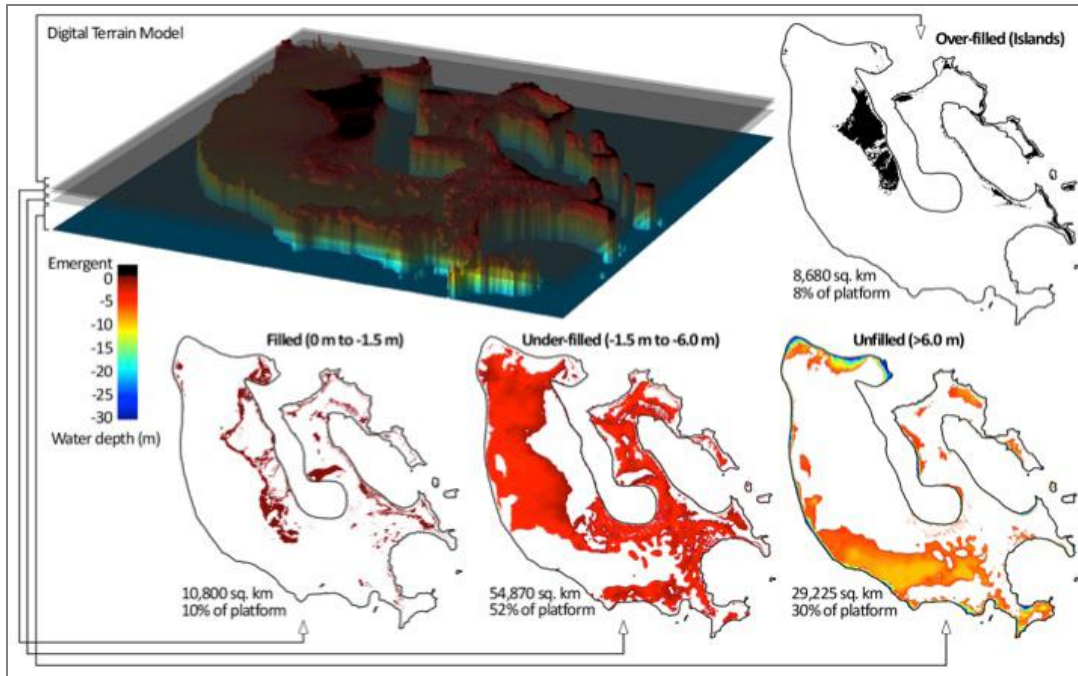 Digital Terrain Model
Over-filled (Islands)
8,680 sq. km
8% of platform
Emergent
0
-5
-10
-15
-20
-25
-30
Water depth (m)
Filled (0 m to -1.5 m)
10,800 sq. km
10% of platform
Under-filled (-1.5 m to -6.0 m)
54,870 sq. km
52% of platform
Unfilled (>6.0 m)
29,225 sq. km
30% of platform